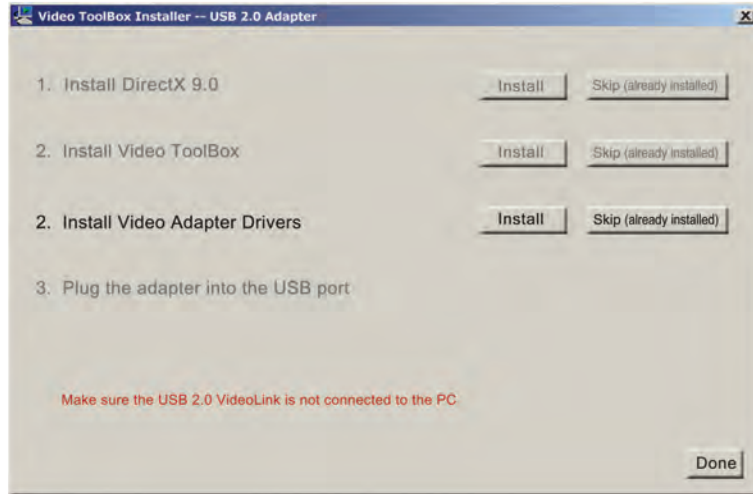 Video ToolBox Installer -- USB 2.0 Adapter X
1. Install DirectX 9.0 Install Skip (already installed)
2. Install Video ToolBox Install Skip (already installed)
2. Install Video Adapter Drivers Install Skip (already installed)
3. Plug the adapter into the USB port
Make sure the USB 2.0 VideoLink is not connected to the PC
Done